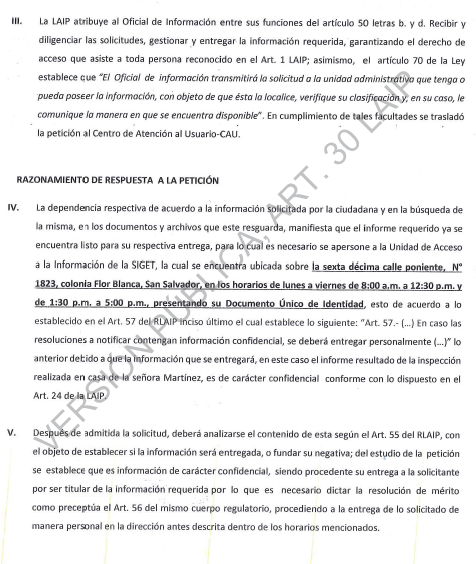 III. La LAIP atribuye al Oficial de Información entre sus funciones del artículo 50 letras b. y d. Recibir y
diligenciar las solicitudes, gestionar y entregar la información requerida, garantizando el derecho de
acceso que asiste a toda persona reconocido en el Art. 1 LAIP; asimismo, el artículo 70 de la Ley
establece que "El Oficial de información transmitirá la solicitud a la unidad administrativa que tenga o
pueda poseer la información, con objeto de que ésta la localice, verifique su clasificación y, en su caso, le
comunique la manera en que se encuentra disponible". En cumplimiento de tales facultades se trasladó
la petición al Centro de Atención al Usuario-CAU.
RAZONAMIENTO DE RESPUESTA A LA PETICIÓN
IV. La dependencia respectiva de acuerdo a la información solicitada por la ciudadana y en la búsqueda de
la misma, en los documentos y archivos que este resguarda, manifiesta que el informe requerido ya se
encuentra listo para su respectiva entrega, para lo cual es necesario se apersone a la Unidad de Acceso
a la Información de la SIGET, la cual se encuentra ubicada sobre la sexta décima calle poniente, N°
1823, colonia Flor Blanca, San Salvador, en los horarios de lunes a viernes de 8:00 a.m. a 12:30 p.m. y
de 1:30 p.m. a 5:00 p.m., presentando su Documento Único de Identidad, esto de acuerdo a lo
establecido en el Art. 57 del RLAIP inciso último el cual establece lo siguiente: "Art. 57.- (...) En caso las
resoluciones a notificar contengan información confidencial, se deberá entregar personalmente (...)" lo
anterior debido a que la información que se entregará, en este caso el informe resultado de la inspección
realizada en casa de la señora Martínez, es de carácter confidencial conforme con lo dispuesto en el
Art. 24 de la LAIP.
V. Después de admitida la solicitud, deberá analizarse el contenido de esta según el Art. 55 del RLAIP, con
el objeto de establecer si la información será entregada, o fundar su negativa; del estudio de la petición
se establece que es información de carácter confidencial, siendo procedente su entrega a la solicitante
por ser titular de la información requerida por lo que es necesario dictar la resolución de mérito
como preceptúa el Art. 56 del mismo cuerpo regulatorio, procediendo a la entrega de lo solicitado de
manera personal en la dirección antes descrita dentro de los horarios mencionados.
VERSIÓN PÚBLICA, ART. 30 LAIP